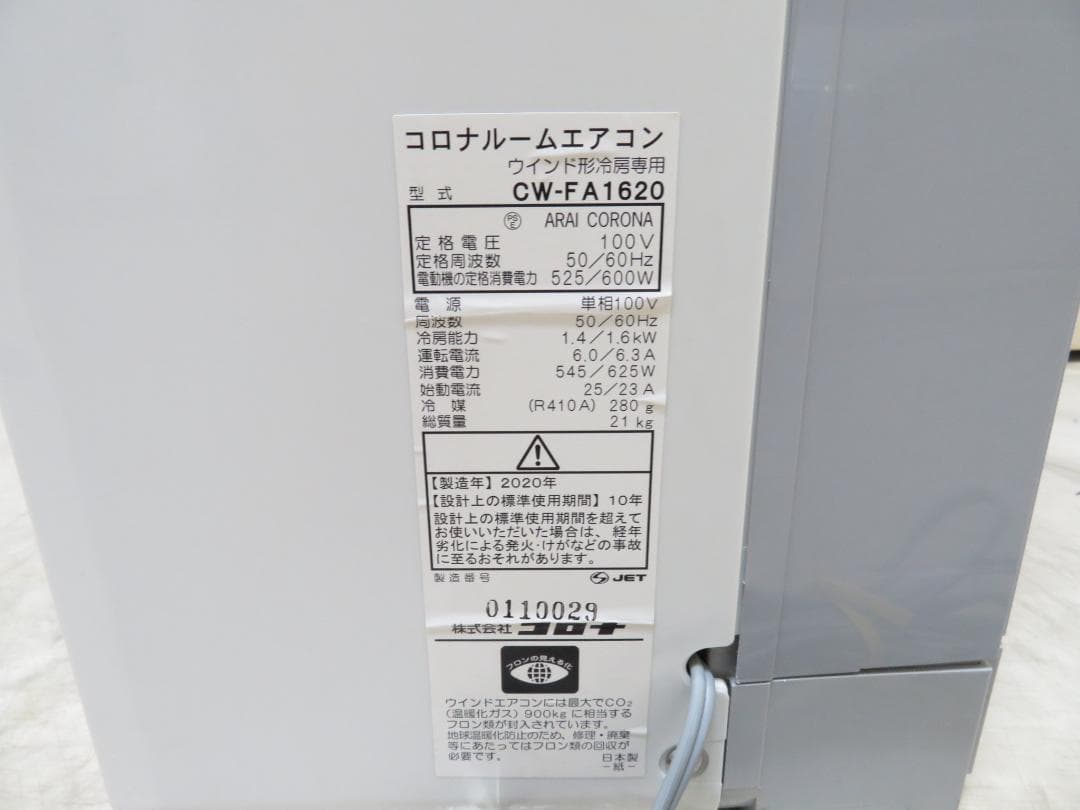 コロナルームエアコン
ウインド形冷房専用
型式 CW-FA1620
PSE ARAI CORONA
定格電圧 100V
定格周波数 50/60Hz
電動機の定格消費電力 525/600W
電源 単相100V
周波数 50/60Hz
冷房能力 1.4/1.6kW
運転電流 6.0/6.3A
消費電力 545/625W
始動電流 25/23A
冷媒 (R410A) 280g
総質量 21kg
【製造年】2020年
【設計上の標準使用期間】10年
設計上の標準使用期間を超えて
お使いいただいた場合は、経年
劣化による発火・けがなどの事故
に至るおそれがあります。
製造番号 JET
0110029
株式会社 コロナ
フロンの見える化
ウインドエアコンには最大でCO₂
(温暖化ガス)900kgに相当する
フロン類が封入されています。
地球温暖化防止のため、修理・廃棄
等にあたってはフロン類の回収が
必要です。 日本製
-紙-